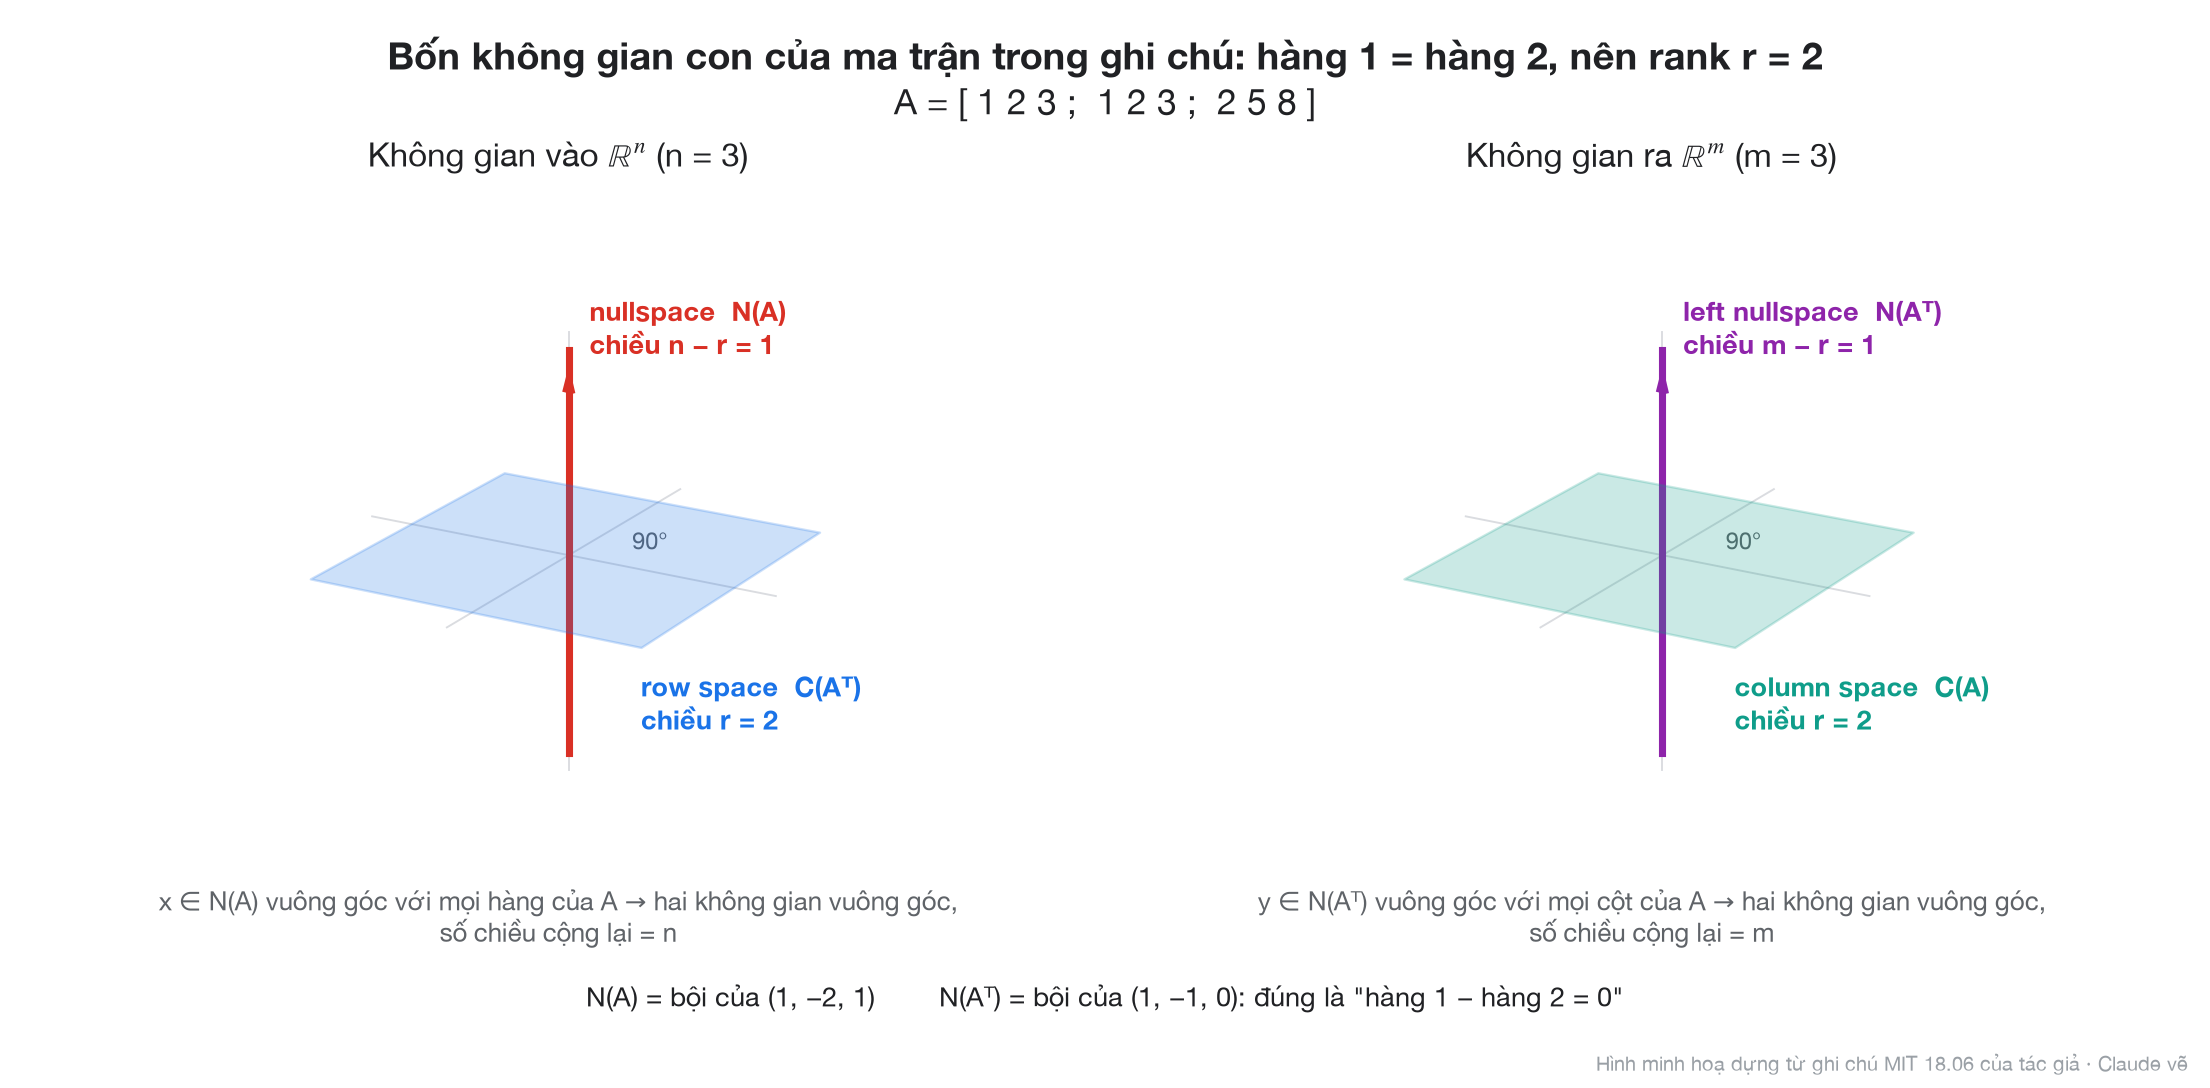 Bốn không gian con của ma trận trong ghi chú: hàng 1 = hàng 2, nên rank r = 2
A = [ 1 2 3 ;  1 2 3 ;  2 5 8 ]
Không gian vào ℝⁿ (n = 3)
Không gian ra ℝᵐ (m = 3)
nullspace  N(A)
chiều n − r = 1
90°
row space  C(Aᵀ)
chiều r = 2
left nullspace  N(Aᵀ)
chiều m − r = 1
90°
column space  C(A)
chiều r = 2
x ∈ N(A) vuông góc với mọi hàng của A → hai không gian vuông góc,
số chiều cộng lại = n
y ∈ N(Aᵀ) vuông góc với mọi cột của A → hai không gian vuông góc,
số chiều cộng lại = m
N(A) = bội của (1, −2, 1)
N(Aᵀ) = bội của (1, −1, 0): đúng là "hàng 1 − hàng 2 = 0"
Hình minh hoạ dựng từ ghi chú MIT 18.06 của tác giả · Claude vẽ